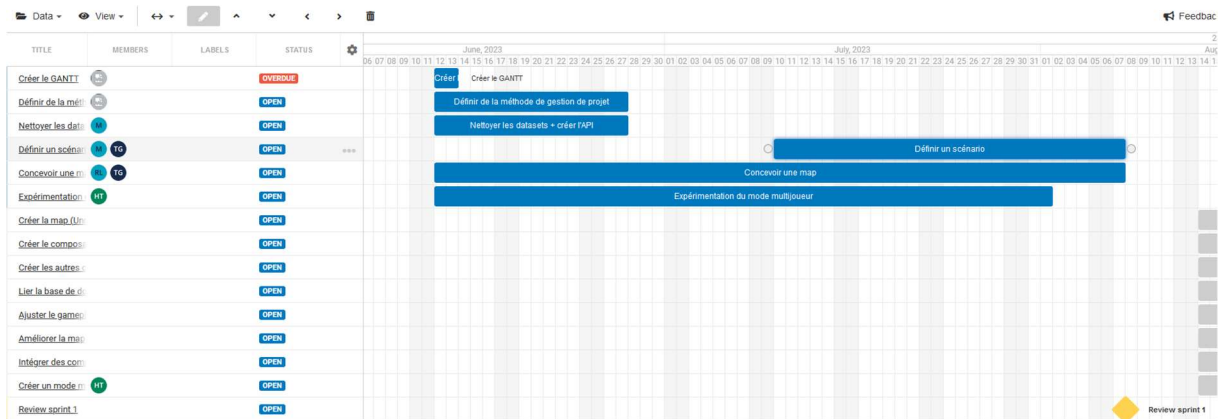 Data View Feedbac
TITLE MEMBERS LABELS STATUS June, 2023 July, 2023 Aug
06 07 08 09 10 11 12 13 14 15 16 17 18 19 20 21 22 23 24 25 26 27 28 29 30 01 02 03 04 05 06 07 08 09 10 11 12 13 14 15 16 17 18 19 20 21 22 23 24 25 26 27 28 29 30 31 01 02 03 04 05 06 07 08 09 10 11 12 13 14
Créer le GANTT OVERDUE Créer l Créer le GANTT
Définir de la mét OPEN Définir de la méthode de gestion de projet
Nettoyer les data M OPEN Nettoyer les datasets + créer l'API
Définir un scénar M TG OPEN Définir un scénario
Concevoir une m RL TG OPEN Concevoir une map
Expérimentation HT OPEN Expérimentation du mode multijoueur
Créer la map (Un OPEN
Créer le compos OPEN
Créer les autres OPEN
Lier la base de do OPEN
Ajuster le gamep OPEN
Améliorer la map OPEN
Intégrer des com OPEN
Créer un mode m HT OPEN
Review sprint 1 OPEN Review sprint 1